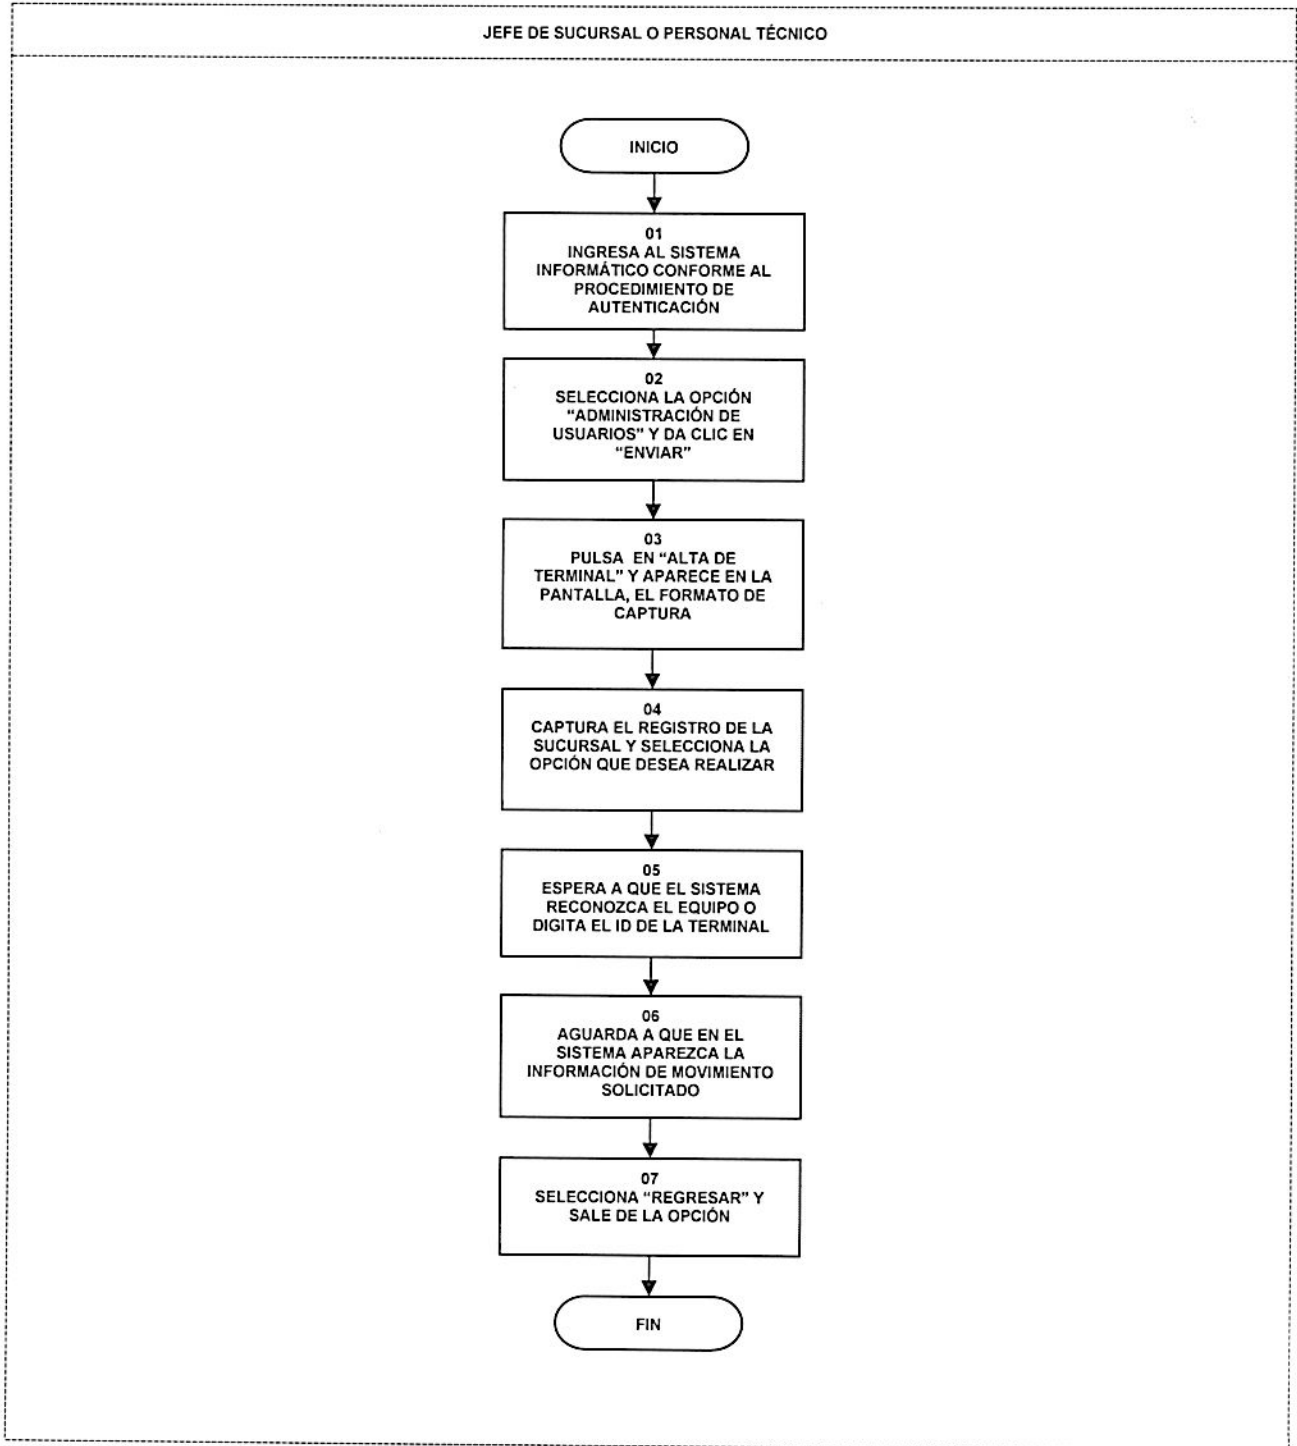 JEFE DE SUCURSAL O PERSONAL TÉCNICO
INICIO
01
INGRESA AL SISTEMA
INFORMÁTICO CONFORME AL
PROCEDIMIENTO DE
AUTENTICACIÓN
02
SELECCIONA LA OPCIÓN
“ADMINISTRACIÓN DE
USUARIOS” Y DA CLIC EN
“ENVIAR”
03
PULSA EN “ALTA DE
TERMINAL” Y APARECE EN LA
PANTALLA, EL FORMATO DE
CAPTURA
04
CAPTURA EL REGISTRO DE LA
SUCURSAL Y SELECCIONA LA
OPCIÓN QUE DESEA REALIZAR
05
ESPERA A QUE EL SISTEMA
RECONOZCA EL EQUIPO O
DIGITA EL ID DE LA TERMINAL
06
AGUARDA A QUE EN EL
SISTEMA APAREZCA LA
INFORMACIÓN DE MOVIMIENTO
SOLICITADO
07
SELECCIONA “REGRESAR” Y
SALE DE LA OPCIÓN
FIN